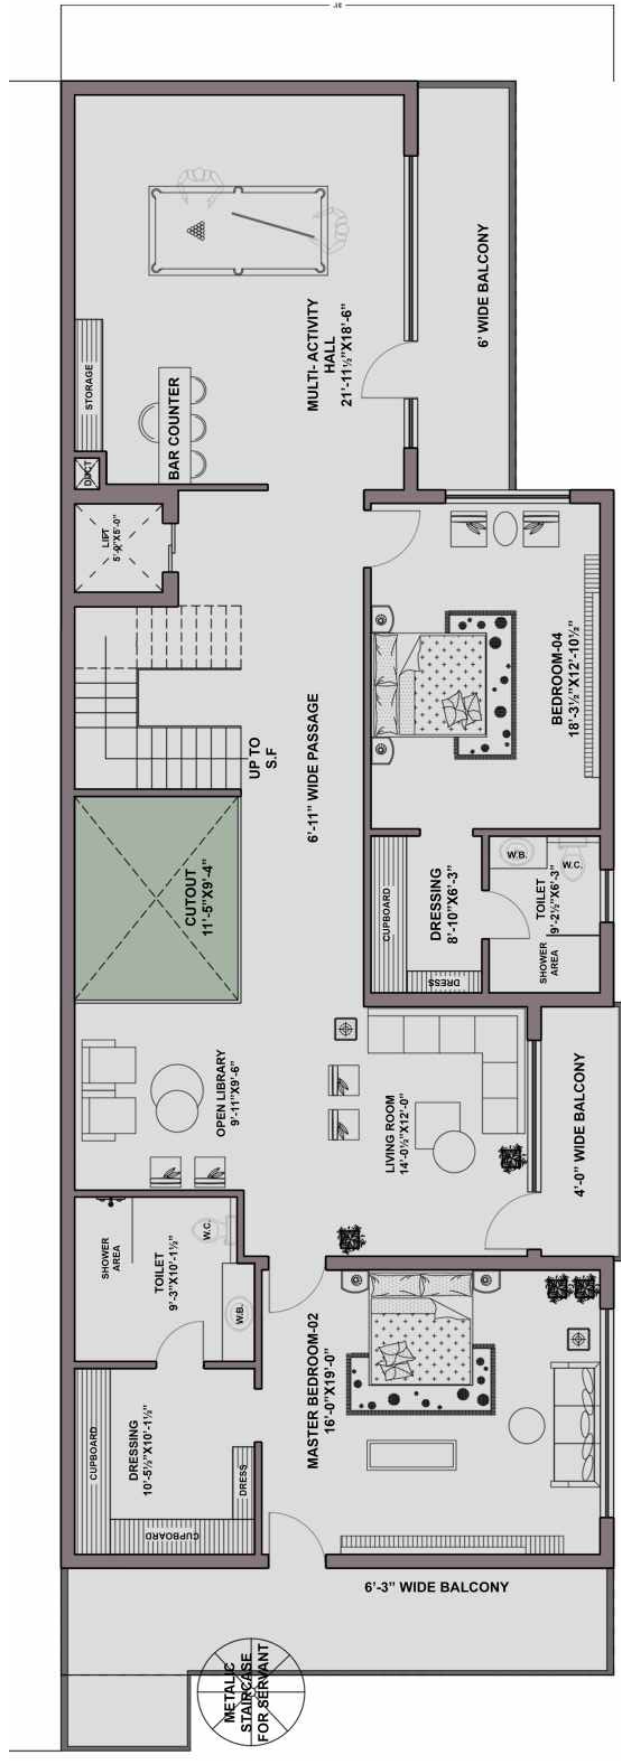 6' WIDE BALCONY
MULTI- ACTIVITY
HALL
21'-11½"X18'-6"
STORAGE
BAR COUNTER
DUCT
LIFT
5'-0"X5'-0"
UP TO
S.F
6'-11" WIDE PASSAGE
BEDROOM-04
18'-3½"X12'-10½"
CUTOUT
11'-5"X9'-4"
CUPBOARD
DRESSING
8'-10"X6'-3"
DRESS
W.B.
W.C.
TOILET
9'-2½"X6'-3"
SHOWER
AREA
OPEN LIBRARY
9'-11"X9'-6"
LIVING ROOM
14'-0½"X12'-0"
4'-0" WIDE BALCONY
SHOWER
AREA
W.C.
TOILET
9'-3"X10'-1½"
W.B.
MASTER BEDROOM-02
16'-0"X19'-0"
CUPBOARD
DRESSING
10'-5½"X10'-1½"
DRESS
CUPBOARD
6'-3" WIDE BALCONY
METALIC
STAIRCASE
FOR SERVANT